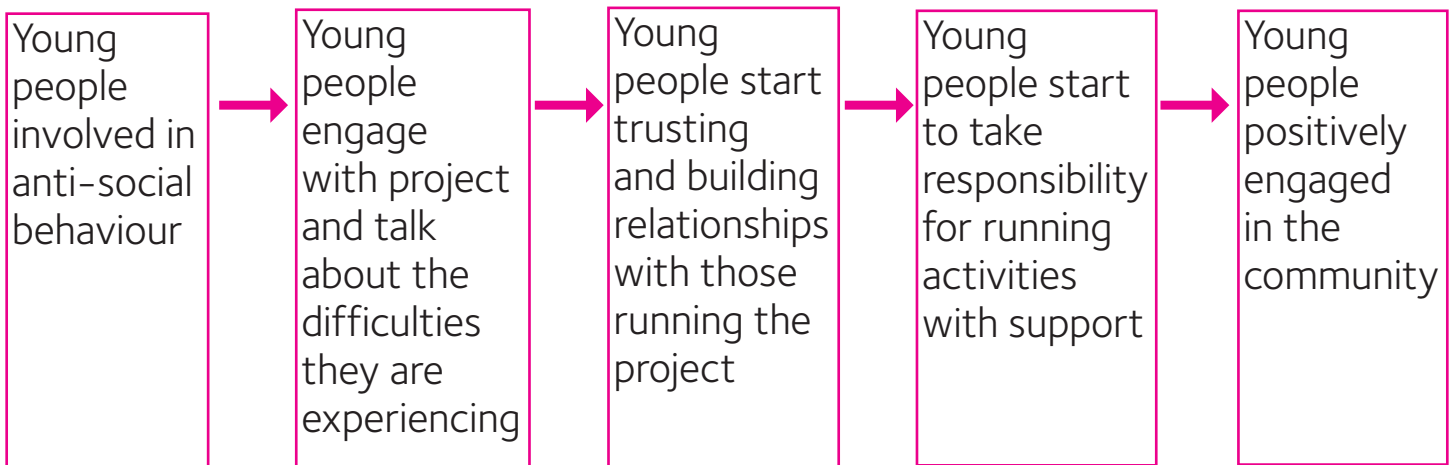 Young
people
involved in
anti-social
behaviour
Young
people
engage
with project
and talk
about the
difficulties
they are
experiencing
Young
people start
trusting
and building
relationships
with those
running the
project
Young
people start
to take
responsibility
for running
activities
with support
Young
people
positively
engaged
in the
community